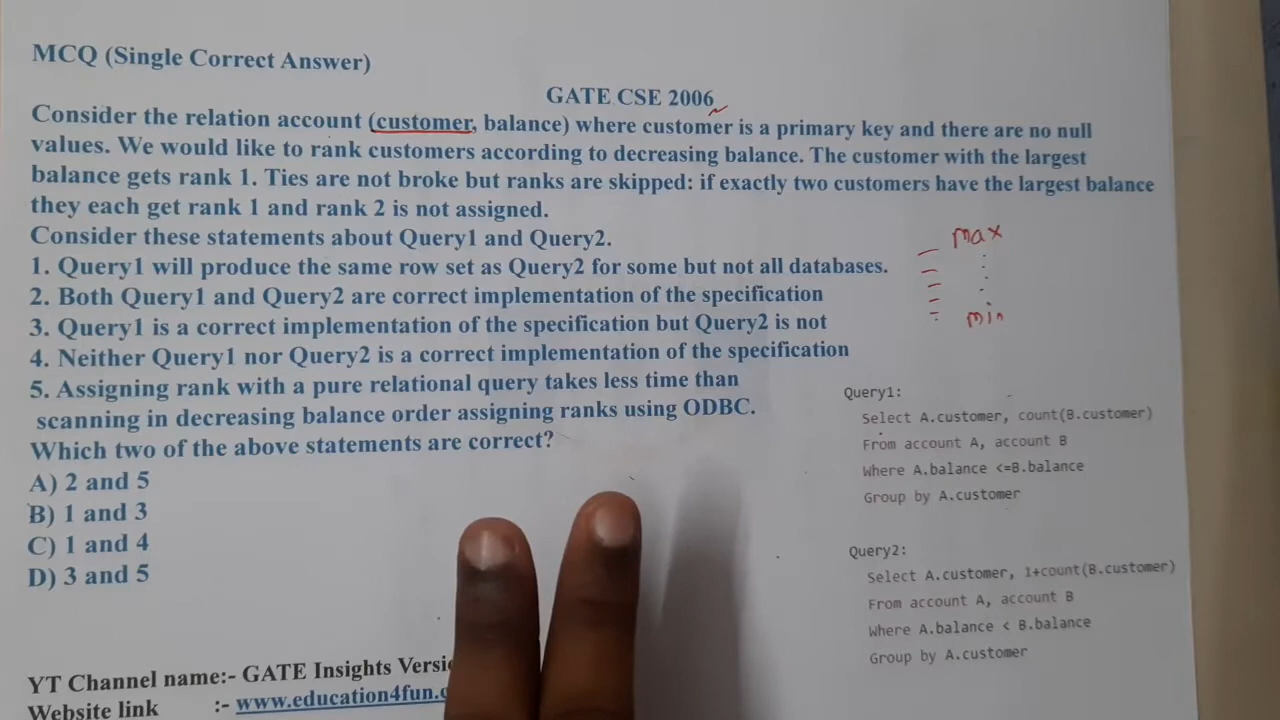 MCQ (Single Correct Answer)
GATE CSE 2006
Consider the relation account (customer, balance) where customer is a primary key and there are no null
values. We would like to rank customers according to decreasing balance. The customer with the largest
balance gets rank 1. Ties are not broke but ranks are skipped: if exactly two customers have the largest balance
they each get rank 1 and rank 2 is not assigned.
Consider these statements about Query1 and Query2.
1. Query1 will produce the same row set as Query2 for some but not all databases.
2. Both Query1 and Query2 are correct implementation of the specification
3. Query1 is a correct implementation of the specification but Query2 is not
4. Neither Query1 nor Query2 is a correct implementation of the specification
5. Assigning rank with a pure relational query takes less time than
scanning in decreasing balance order assigning ranks using ODBC.
Which two of the above statements are correct?
A) 2 and 5
B) 1 and 3
C) 1 and 4
D) 3 and 5
max
min
Query1:
Select A.customer, count(B.customer)
From account A, account B
Where A.balance <=B.balance
Group by A.customer
Query2:
Select A.customer, 1+count(B.customer)
From account A, account B
Where A.balance < B.balance
Group by A.customer
YT Channel name:- GATE Insights
Website link :-